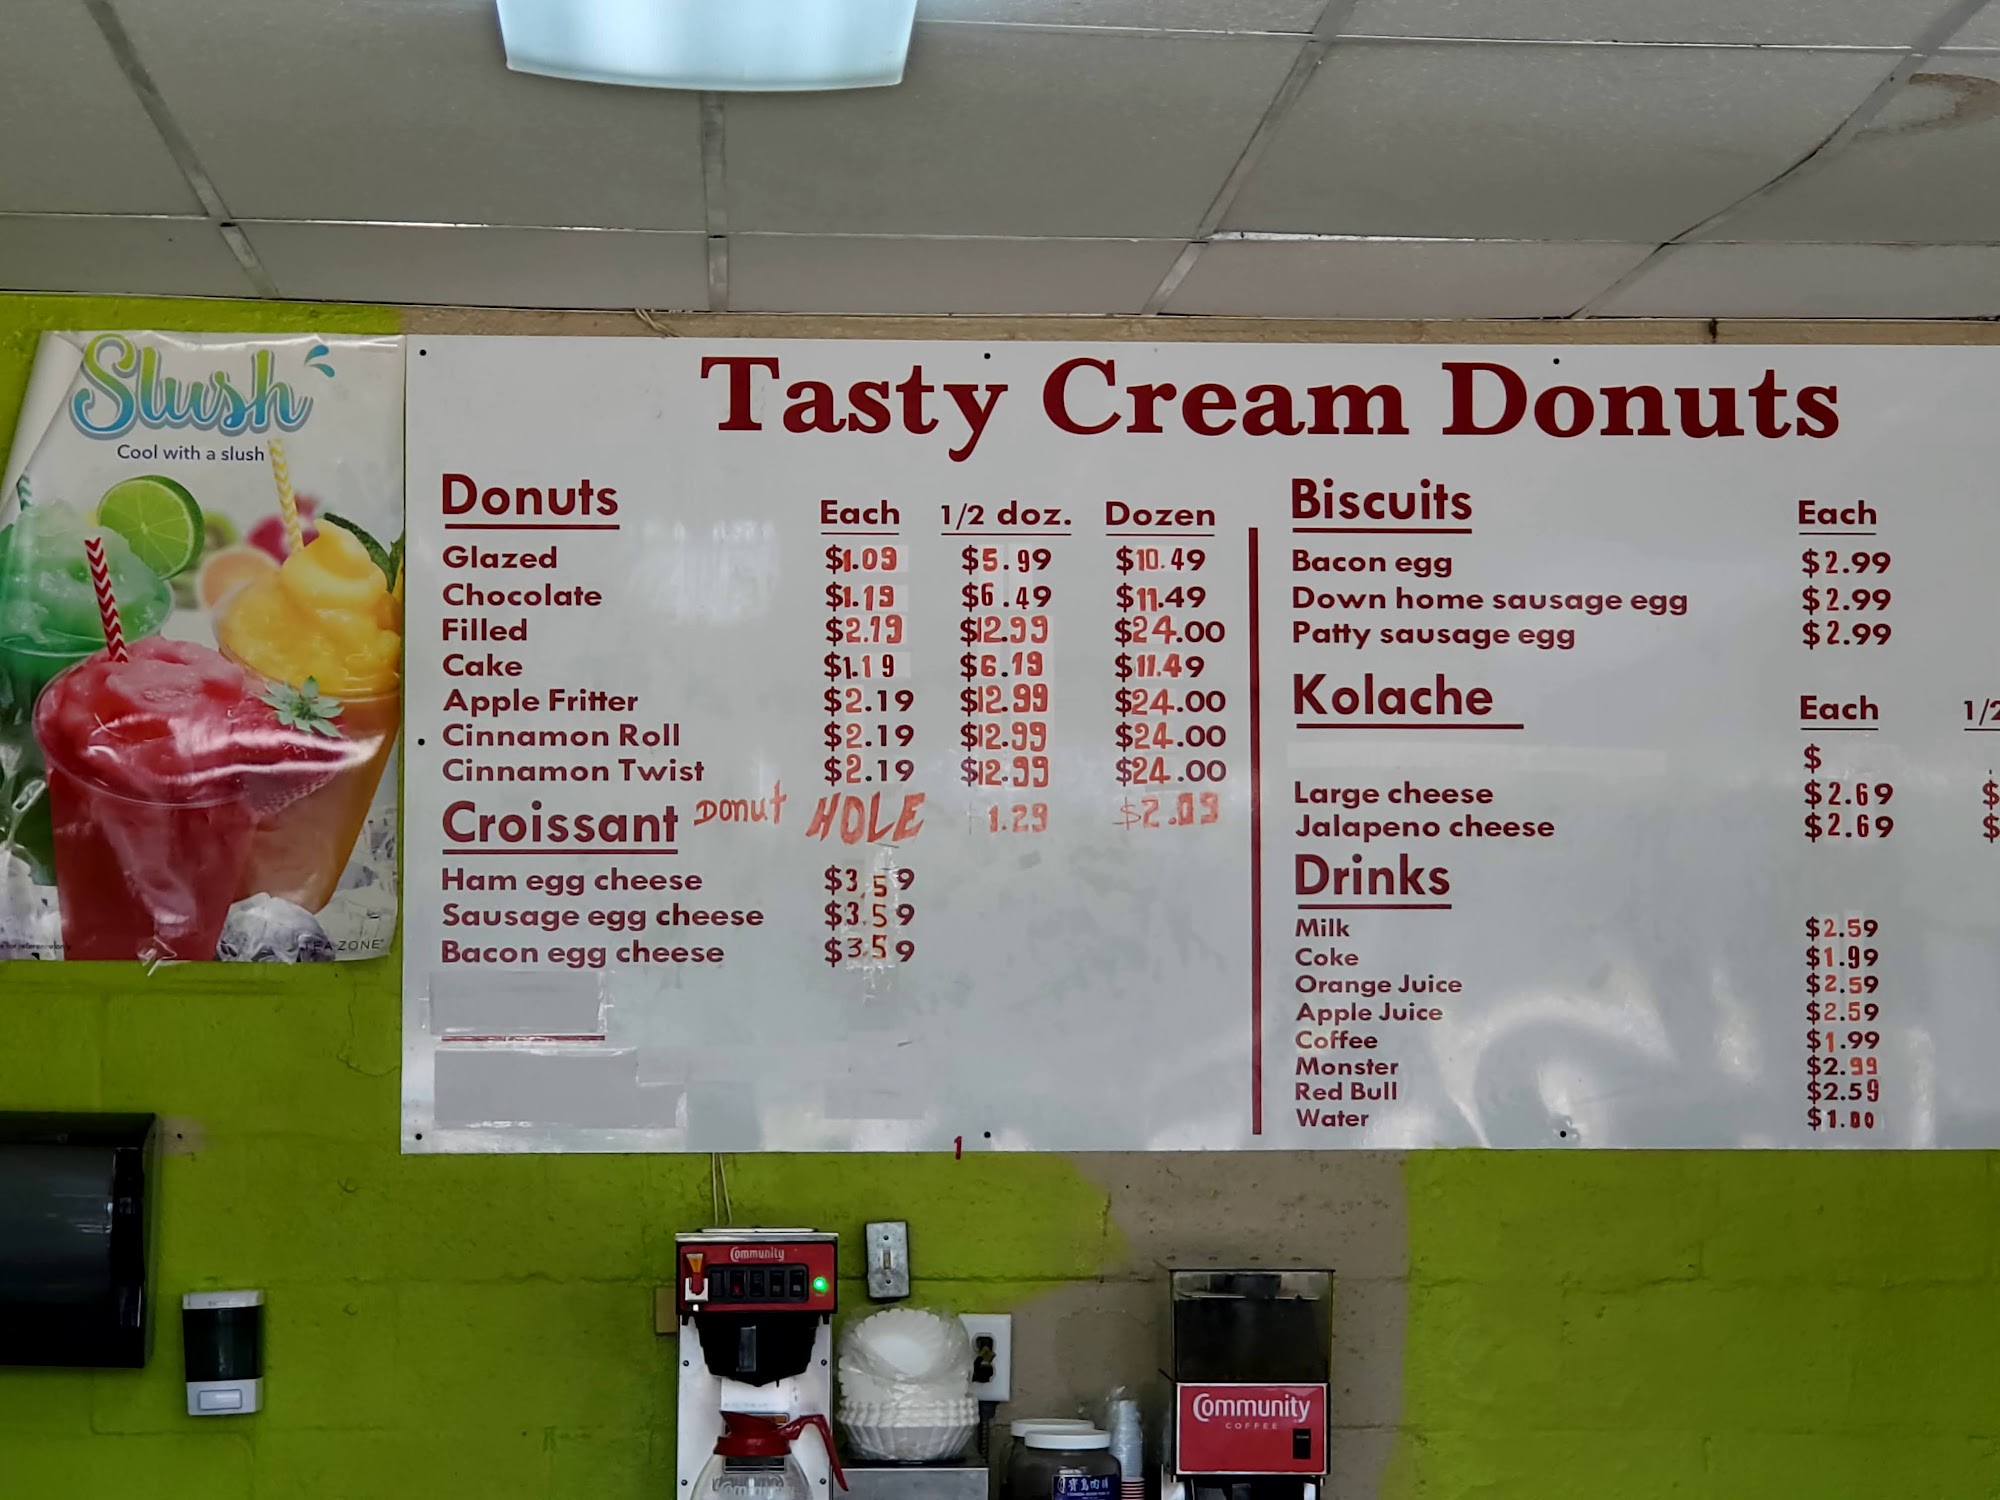 Slush
Cool with a slush
TEA ZONE
Tasty Cream Donuts
Donuts Each 1/2 doz. Dozen
Glazed $1.09 $5.99 $10.49
Chocolate $1.19 $6.49 $11.49
Filled $2.19 $12.99 $24.00
Cake $1.19 $6.19 $11.49
Apple Fritter $2.19 $12.99 $24.00
Cinnamon Roll $2.19 $12.99 $24.00
Cinnamon Twist $2.19 $12.99 $24.00
Donut HOLE $1.29 $2.09
Croissant
Ham egg cheese $3.59
Sausage egg cheese $3.59
Bacon egg cheese $3.59
1
Biscuits Each
Bacon egg $2.99
Down home sausage egg $2.99
Patty sausage egg $2.99
Kolache Each 1/2
$
Large cheese $2.69 $
Jalapeno cheese $2.69 $
Drinks
Milk $2.59
Coke $1.99
Orange Juice $2.59
Apple Juice $2.59
Coffee $1.99
Monster $2.99
Red Bull $2.59
Water $1.00
Community
Community
COFFEE